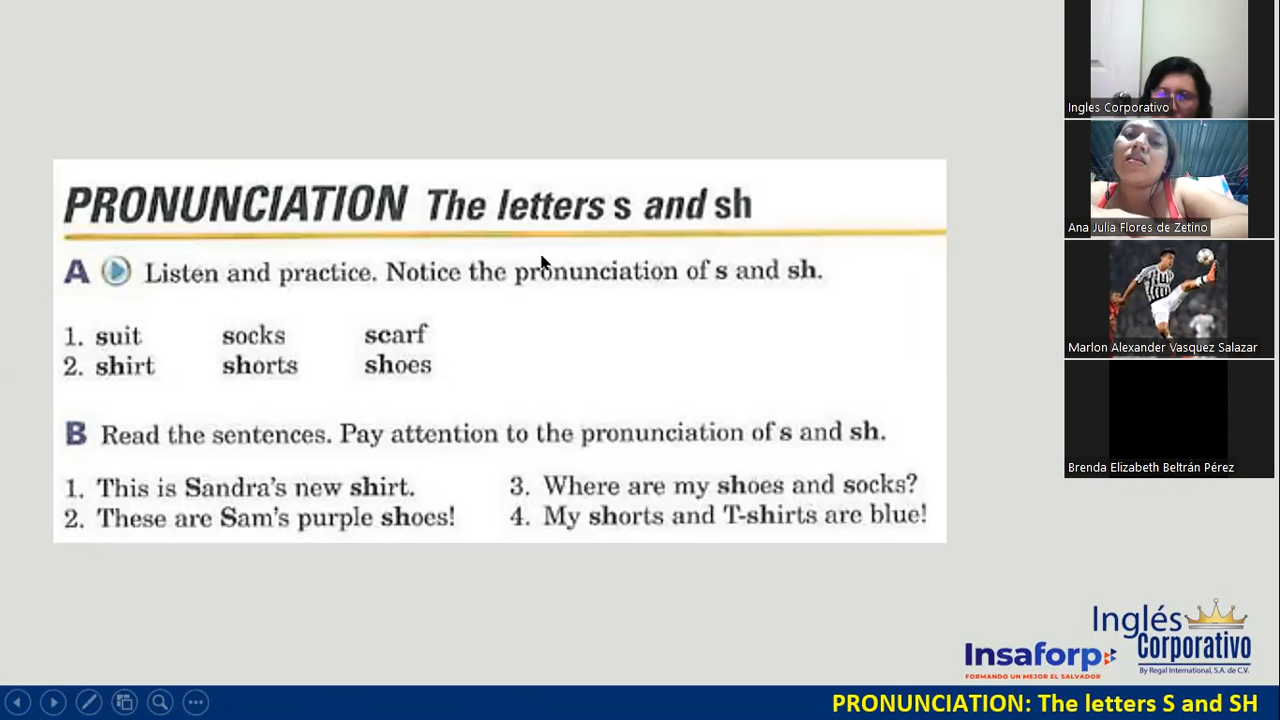 PRONUNCIATION The letters s and sh
A Listen and practice. Notice the pronunciation of s and sh.
1. suit socks scarf
2. shirt shorts shoes
B Read the sentences. Pay attention to the pronunciation of s and sh.
1. This is Sandra's new shirt.
2. These are Sam's purple shoes!
3. Where are my shoes and socks?
4. My shorts and T-shirts are blue!
Ingles Corporativo
Ana Julia Flores de Zetino
Marlon Alexander Vasquez Salazar
Brenda Elizabeth Beltrán Pérez
Inglés
Corporativo
By Regal International, S.A. de C.V.
Insaforp
FORMANDO UN MEJOR EL SALVADOR
PRONUNCIATION: The letters S and SH